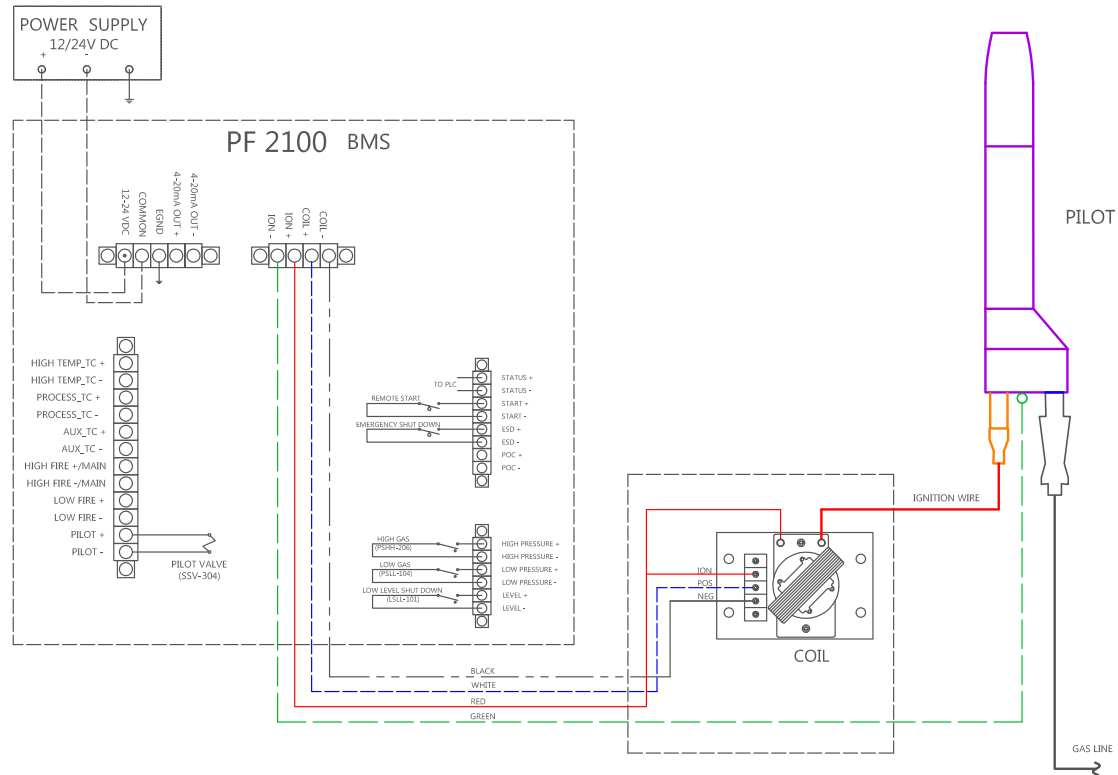 POWER SUPPLY
12/24V DC
+ -
PF 2100 BMS
12-24 VDC
COMMON
EGND
4-20mA OUT +
4-20mA OUT -
ION -
ION +
COIL +
COIL -
PILOT
HIGH TEMP_TC +
HIGH TEMP_TC -
PROCESS_TC +
PROCESS_TC -
AUX_TC +
AUX_TC -
HIGH FIRE +/MAIN
HIGH FIRE -/MAIN
LOW FIRE +
LOW FIRE -
PILOT +
PILOT -
PILOT VALVE
(SSV-304)
TO PLC
REMOTE START
EMERGENCY SHUT DOWN
STATUS +
STATUS -
START +
START -
ESD +
ESD -
POC +
POC -
HIGH GAS
(PSHH-206)
LOW GAS
(PSLL-104)
LOW LEVEL SHUT DOWN
(LSLL-101)
HIGH PRESSURE +
HIGH PRESSURE -
LOW PRESSURE +
LOW PRESSURE -
LEVEL +
LEVEL -
IGNITION WIRE
ION
POS
NEG
COIL
BLACK
WHITE
RED
GREEN
GAS LINE